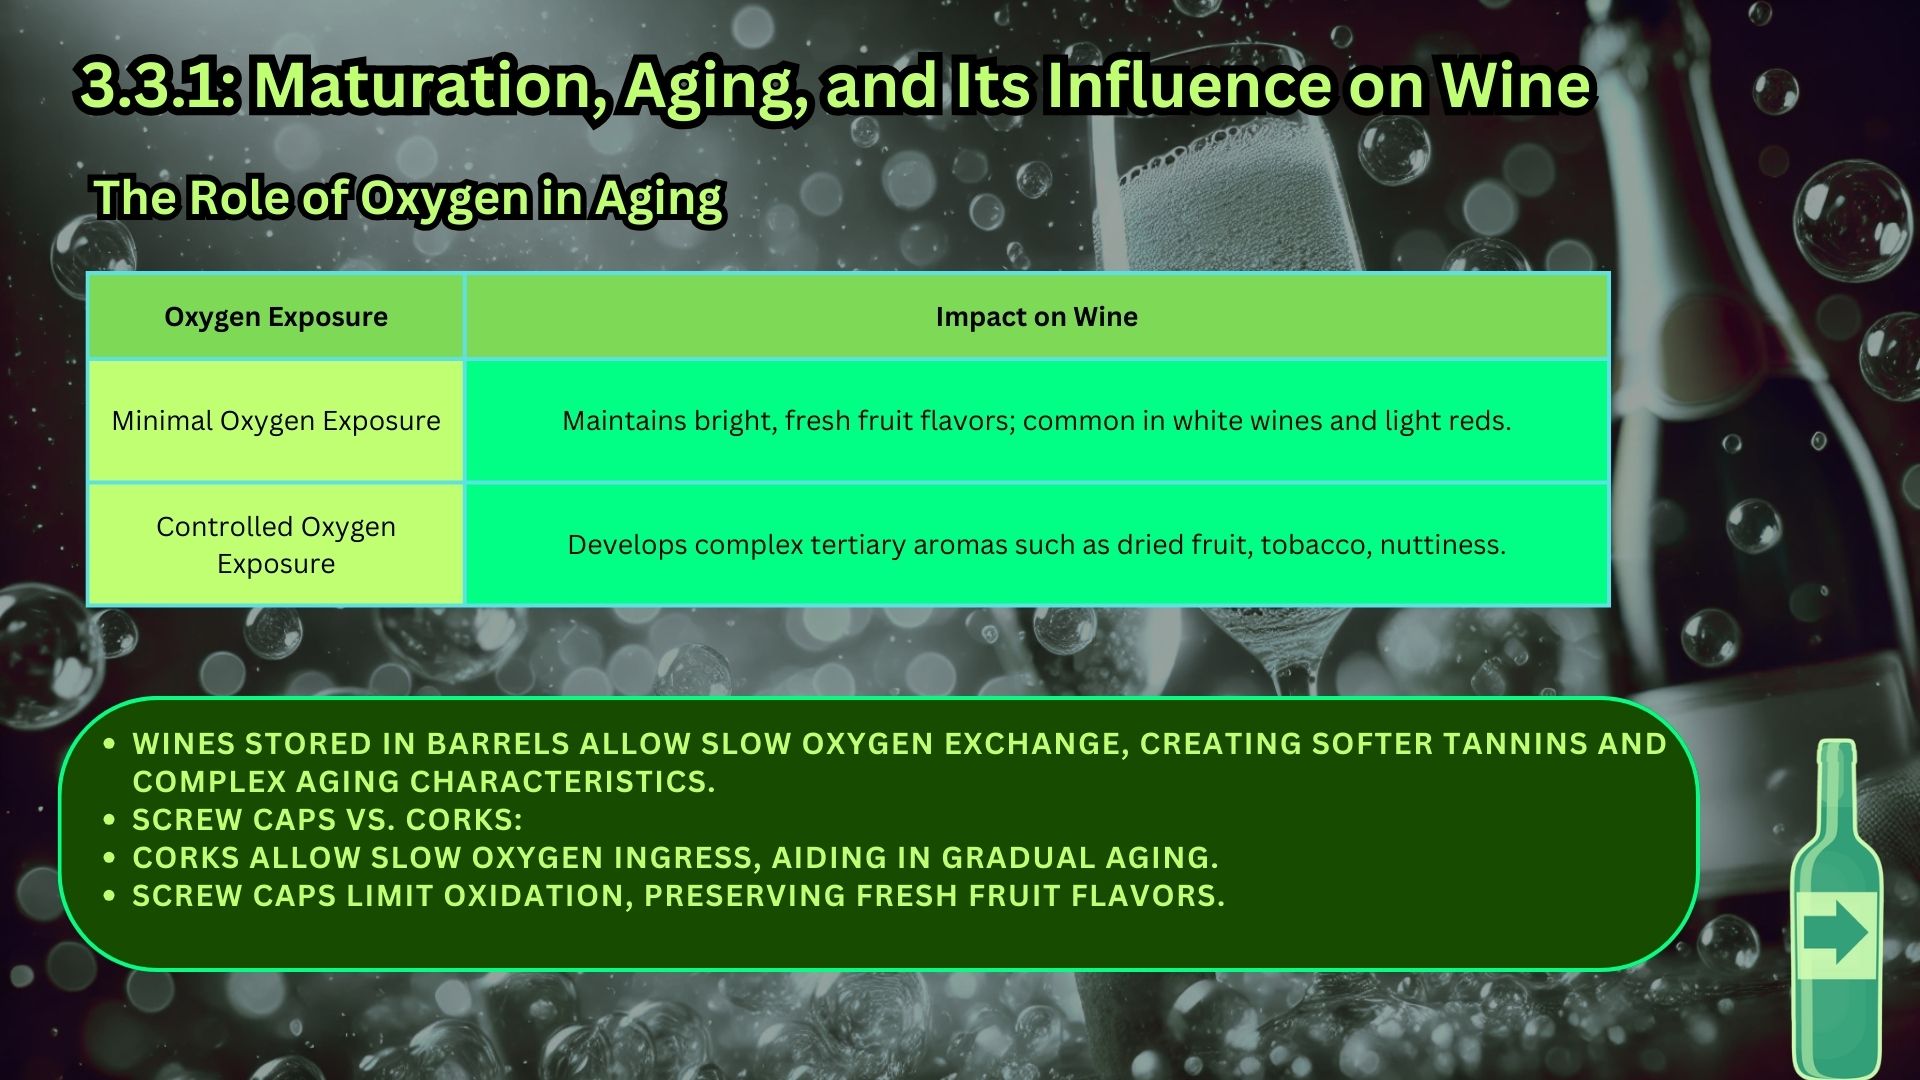 3.3.1: Maturation, Aging, and Its Influence on Wine
The Role of Oxygen in Aging
Oxygen Exposure
Impact on Wine
Minimal Oxygen Exposure
Maintains bright, fresh fruit flavors; common in white wines and light reds.
Controlled Oxygen
Exposure
Develops complex tertiary aromas such as dried fruit, tobacco, nuttiness.
• WINES STORED IN BARRELS ALLOW SLOW OXYGEN EXCHANGE, CREATING SOFTER TANNINS AND
COMPLEX AGING CHARACTERISTICS.
• SCREW CAPS VS. CORKS:
• CORKS ALLOW SLOW OXYGEN INGRESS, AIDING IN GRADUAL AGING.
• SCREW CAPS LIMIT OXIDATION, PRESERVING FRESH FRUIT FLAVORS.